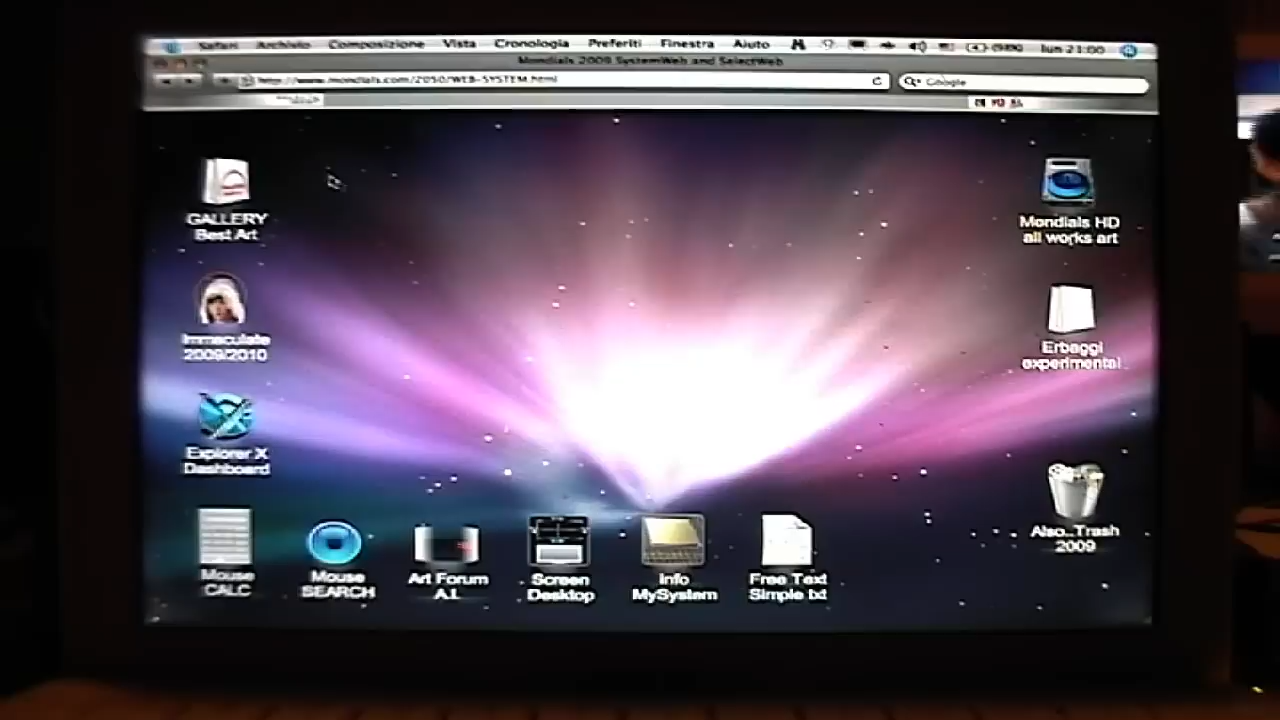 Safari Archivio Composizione Vista Cronologia Preferiti Finestra Aiuto (98%) lun 21:00
Mondials 2009 SystemWeb and SelectWeb
http://www.mondials.com/2050/WEB-SYSTEM.html
Google
GALLERY
Best Art
Mondials HD
all works art
Immaculate
2009/2010
Erbaggi
experimental
Explorer X
Dashboard
Also..Trash
2009
Mouse
CALC
Mouse
SEARCH
Art Forum
A.I.
Screen
Desktop
Info
MySystem
Free Text
Simple txt